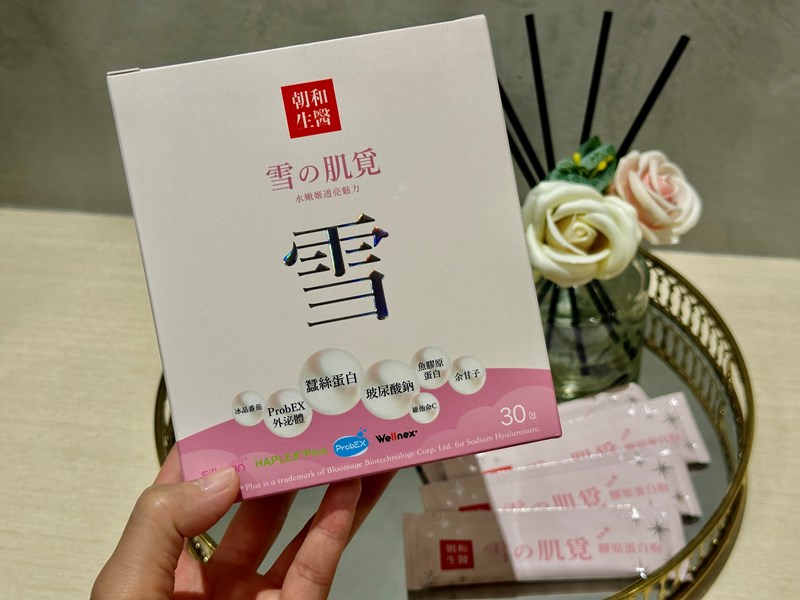 朝和
生醫
雪の肌覓
水嫩姬透亮魅力
雪
冰晶番茄
ProbEX
外泌體
蠶絲蛋白
玻尿酸鈉
魚膠原
蛋白
維他命C
余甘子
30包
HAPLEX Plus
ProbEX
Wellnex
Plus is a trademark of Bloomage Biotechnology Corp. Ltd. for Sodium Hyaluronate.
朝和
生醫
雪の肌覓
膠原蛋白粉